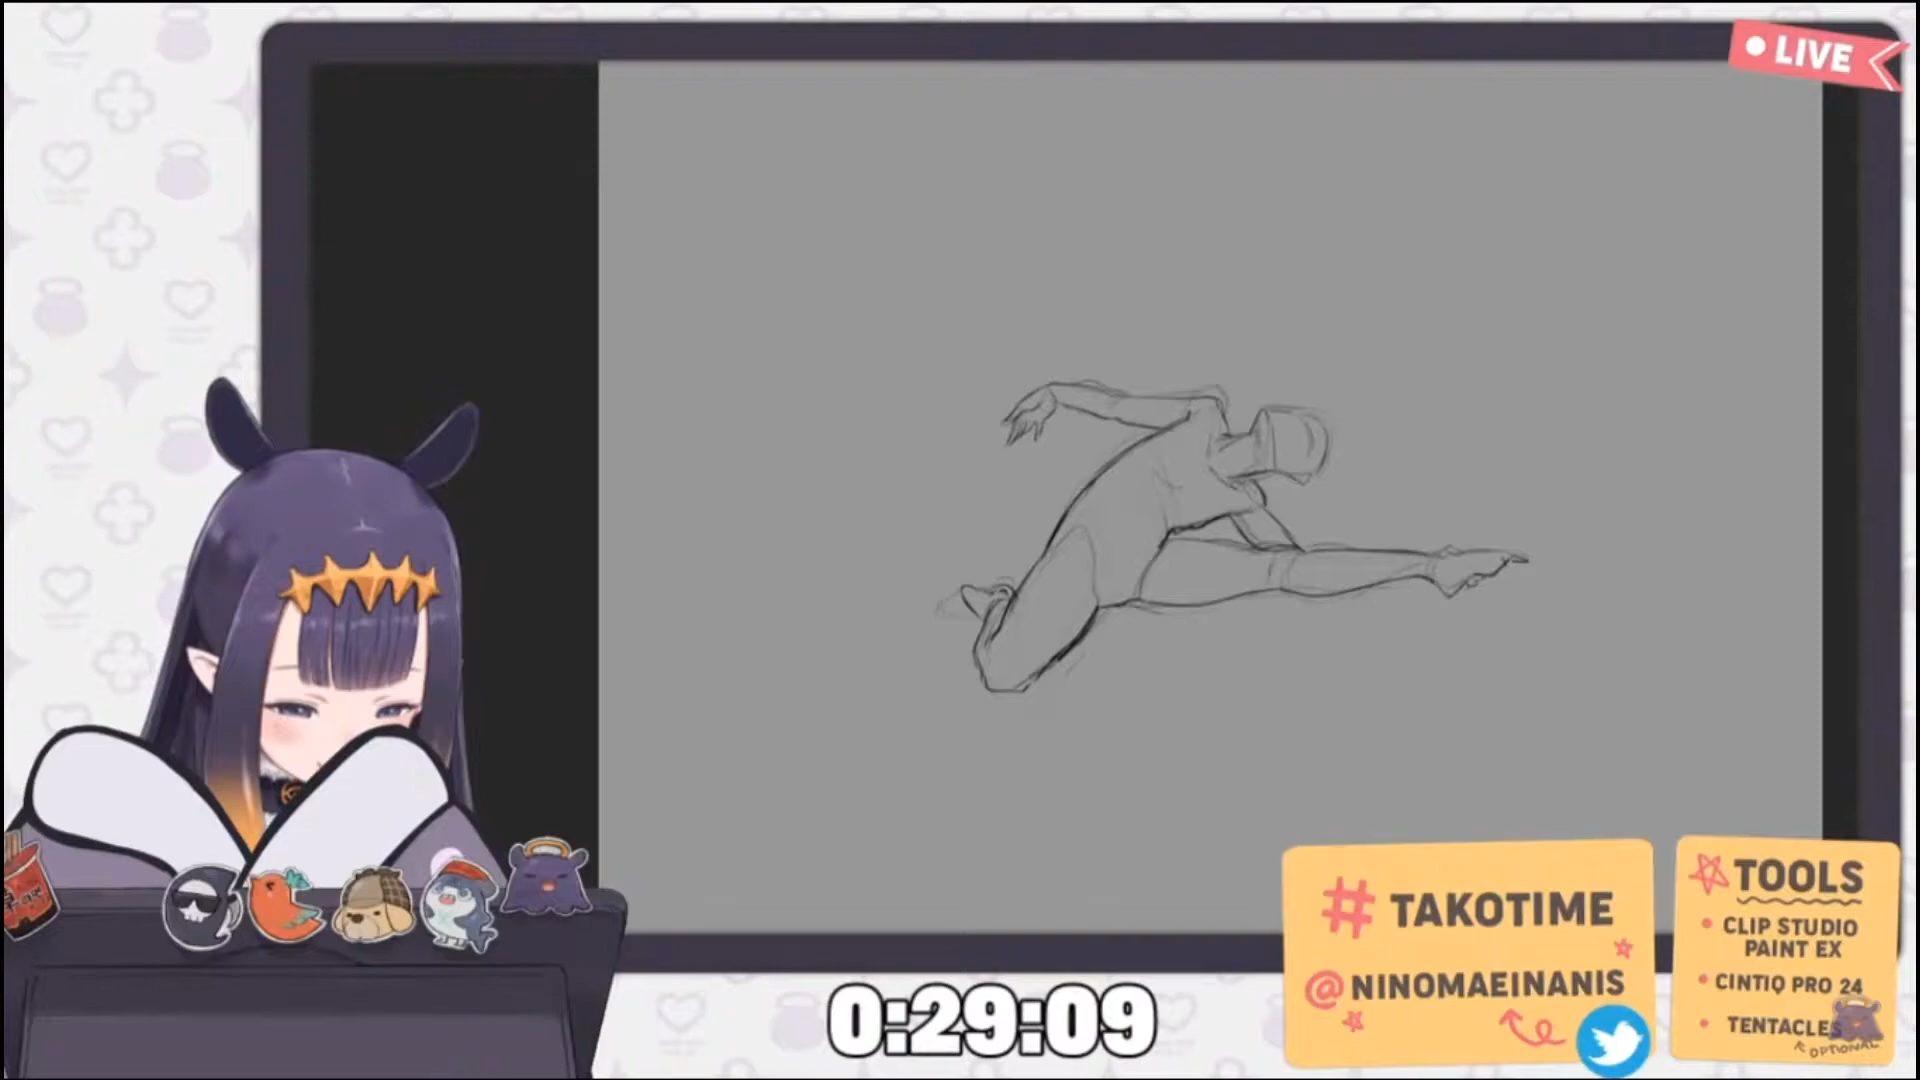 LIVE
# TAKOTIME
@NINOMAEINANIS
TOOLS
• CLIP STUDIO
PAINT EX
• CINTIQ PRO 24
• TENTACLES
OPTIONAL
0:29:09